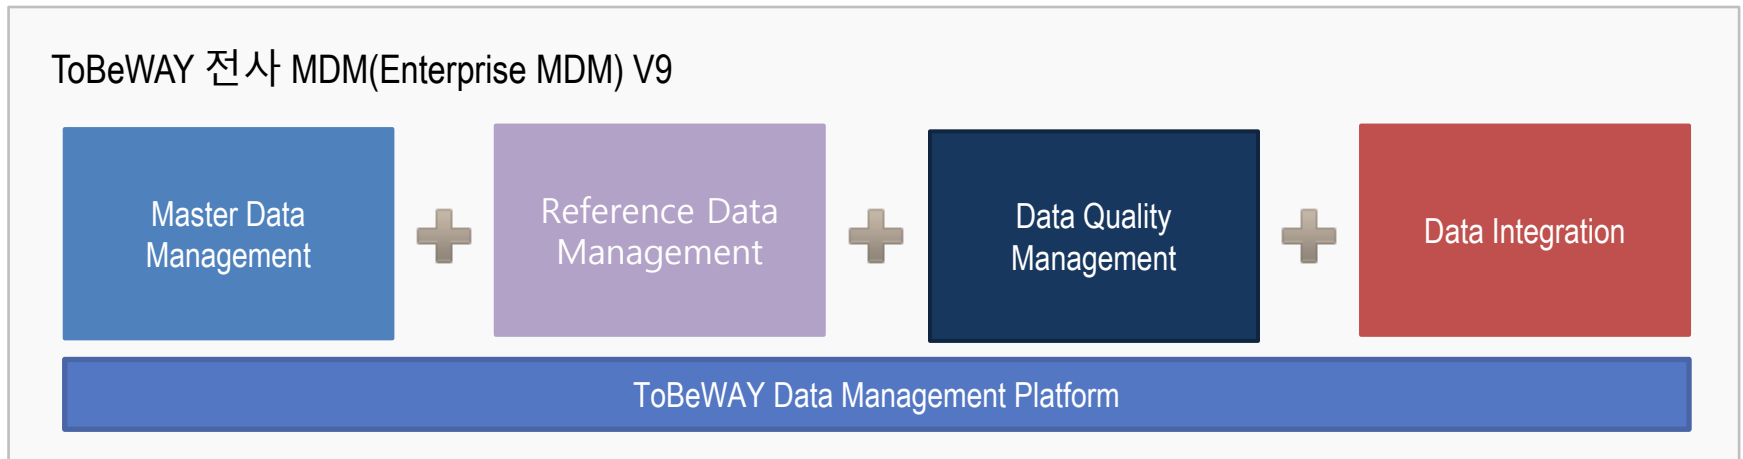 ToBeWAY 전사 MDM(Enterprise MDM) V9
Master Data
Management
Reference Data
Management
Data Quality
Management
Data Integration
ToBeWAY Data Management Platform